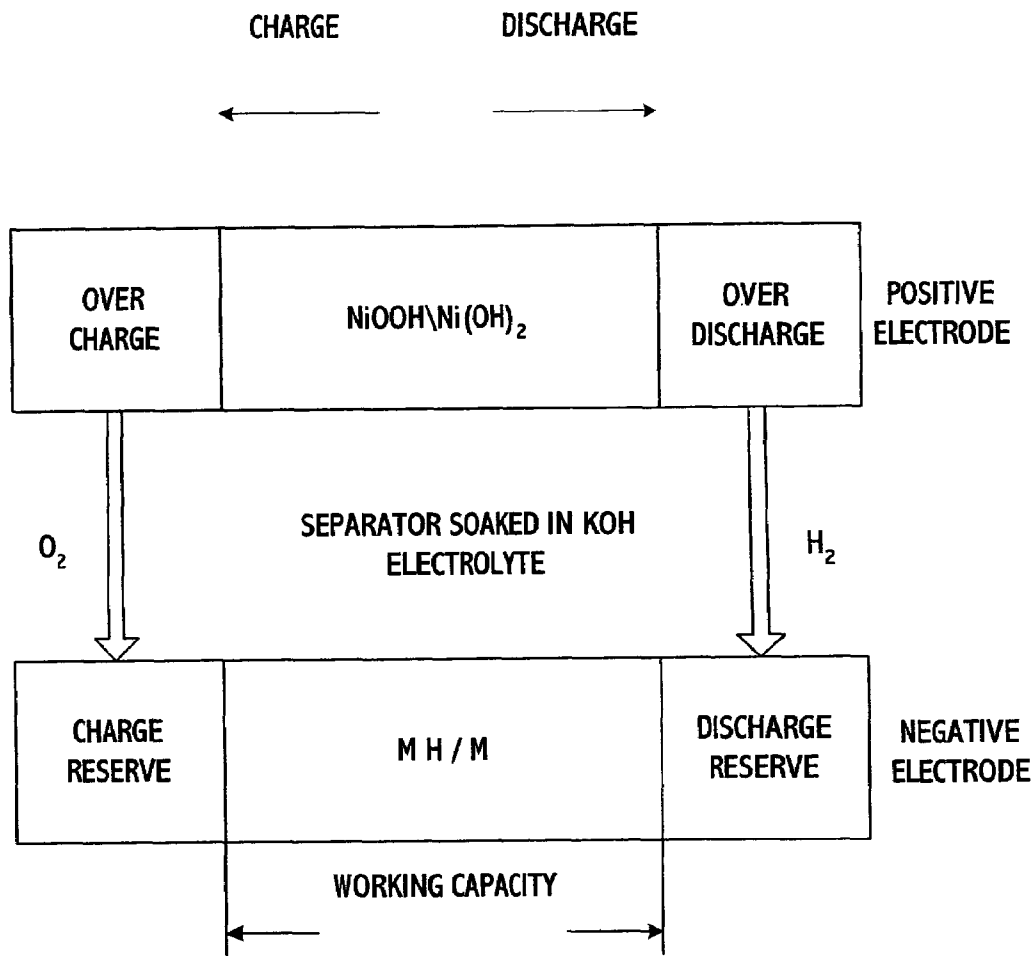 CHARGE
DISCHARGE
OVER
CHARGE
NiOOH\Ni(OH)₂
OVER
DISCHARGE
POSITIVE
ELECTRODE
O₂
SEPARATOR SOAKED IN KOH
ELECTROLYTE
H₂
CHARGE
RESERVE
M H / M
DISCHARGE
RESERVE
NEGATIVE
ELECTRODE
WORKING CAPACITY